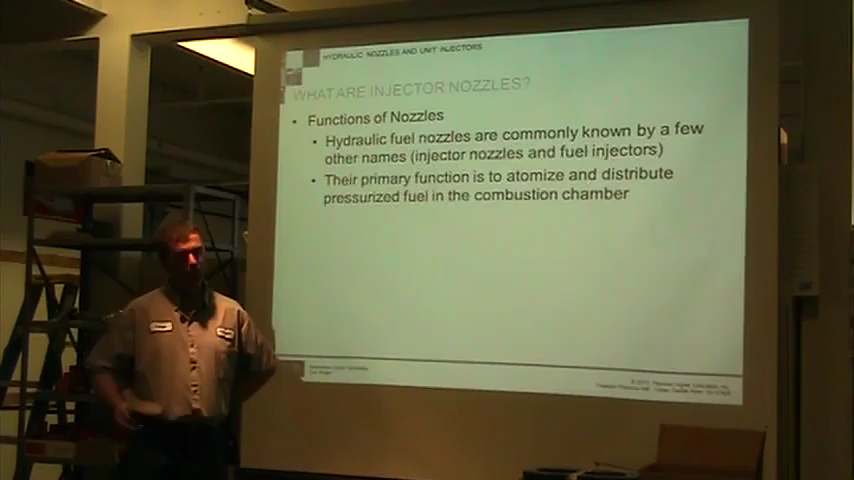 HYDRAULIC NOZZLES AND UNIT INJECTORS
WHAT ARE INJECTOR NOZZLES?
• Functions of Nozzles
• Hydraulic fuel nozzles are commonly known by a few
other names (injector nozzles and fuel injectors)
• Their primary function is to atomize and distribute
pressurized fuel in the combustion chamber